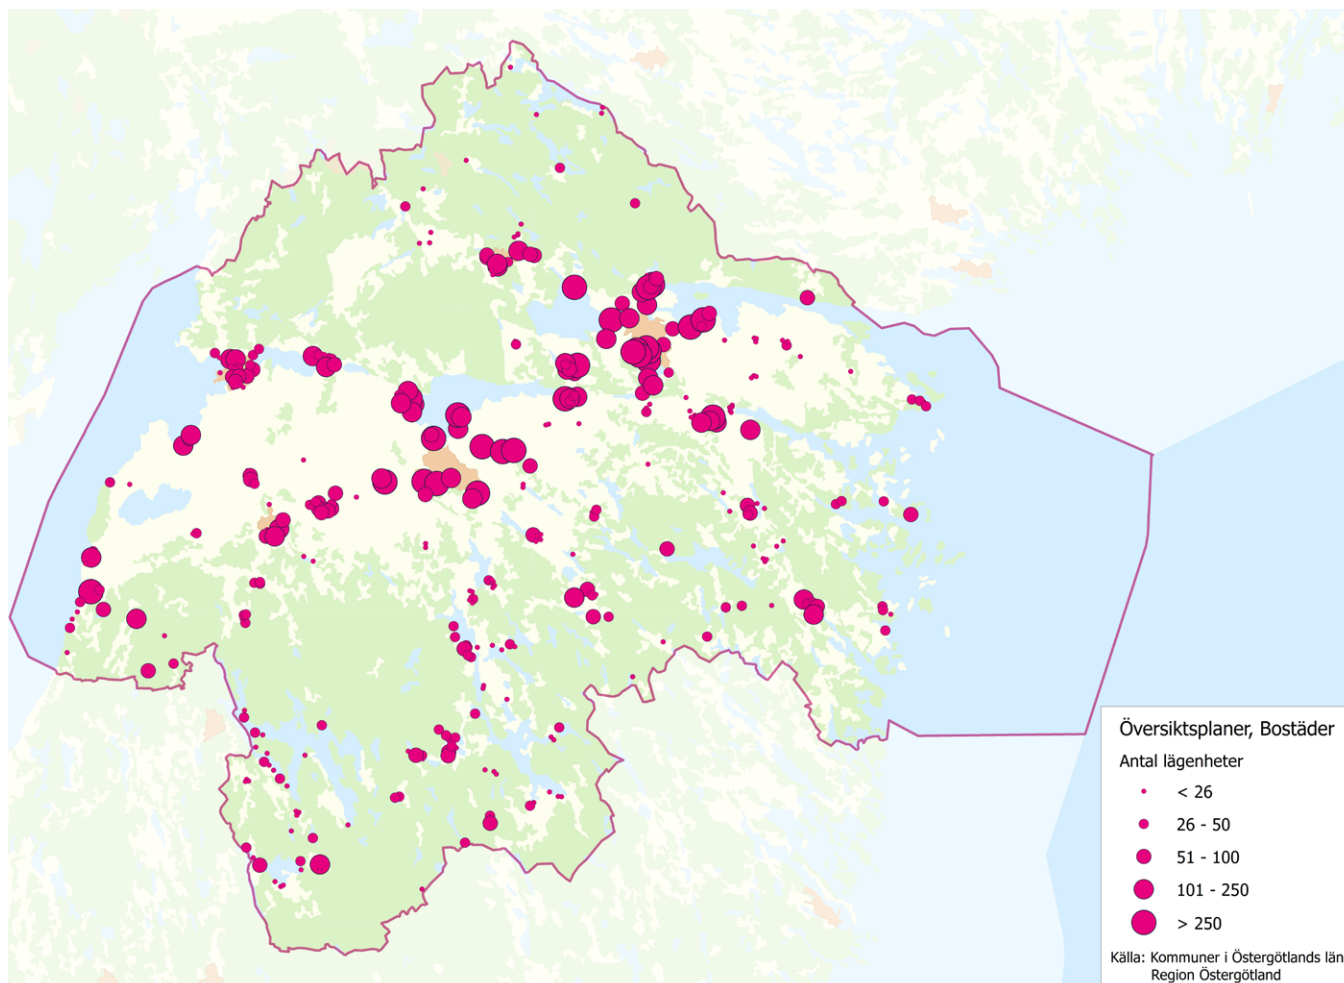 Översiktsplaner, Bostäder
Antal lägenheter
< 26
26 - 50
51 - 100
101 - 250
> 250
Källa: Kommuner i Östergötlands län
Region Östergötland